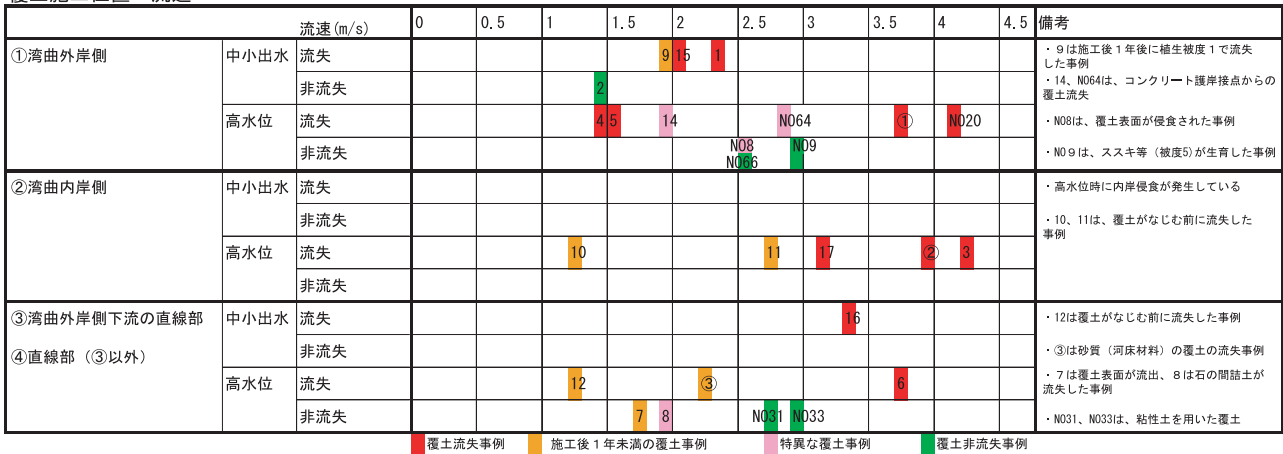 流速(m/s) 0 0.5 1 1.5 2 2.5 3 3.5 4 4.5 備考
①湾曲外岸側 中小出水 流失 9 15 1
・9は施工後1年後に植生被度1で流失
した事例
非流失 2
・14、NO64は、コンクリート護岸接点からの
覆土流失
高水位 流失 4 5 14 NO64 ① NO20
・NO8は、覆土表面が侵食された事例
非流失 NO8 NO9
NO66
・NO9は、ススキ等(被度5)が生育した事例
②湾曲内岸側 中小出水 流失
・高水位時に内岸侵食が発生している
非流失
・10、11は、覆土がなじむ前に流失した
事例
高水位 流失 10 11 17 ② 3
非流失
③湾曲外岸側下流の直線部 中小出水 流失 16
・12は覆土がなじむ前に流失した事例
④直線部(③以外) 非流失
・③は砂質(河床材料)の覆土の流失事例
高水位 流失 12 ③ 6
・7は覆土表面が流出、8は石の間詰土が
流失した事例
非流失 7 8 NO31 NO33
・NO31、NO33は、粘性土を用いた覆土
覆土流失事例 施工後1年未満の覆土事例 特異な覆土事例 覆土非流失事例